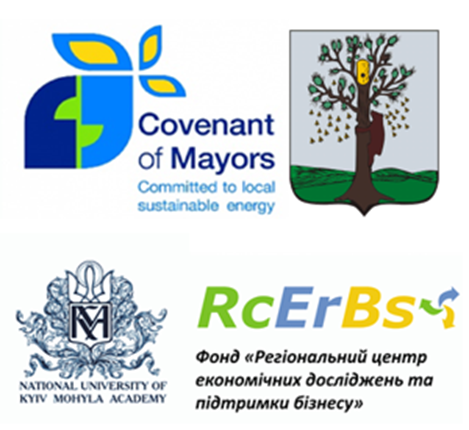 Covenant
of Mayors
Committed to local
sustainable energy
NATIONAL UNIVERSITY OF
KYIV MOHYLA ACADEMY
RcErBs
Фонд «Регіональний центр
економічних досліджень та
підтримки бізнесу»